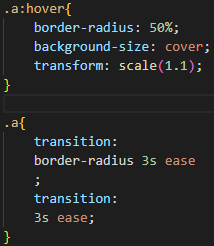 .a:hover{
border-radius: 50%;
background-size: cover;
transform: scale(1.1);
}
.a{
transition:
border-radius 3s ease
;
transition:
3s ease;
}